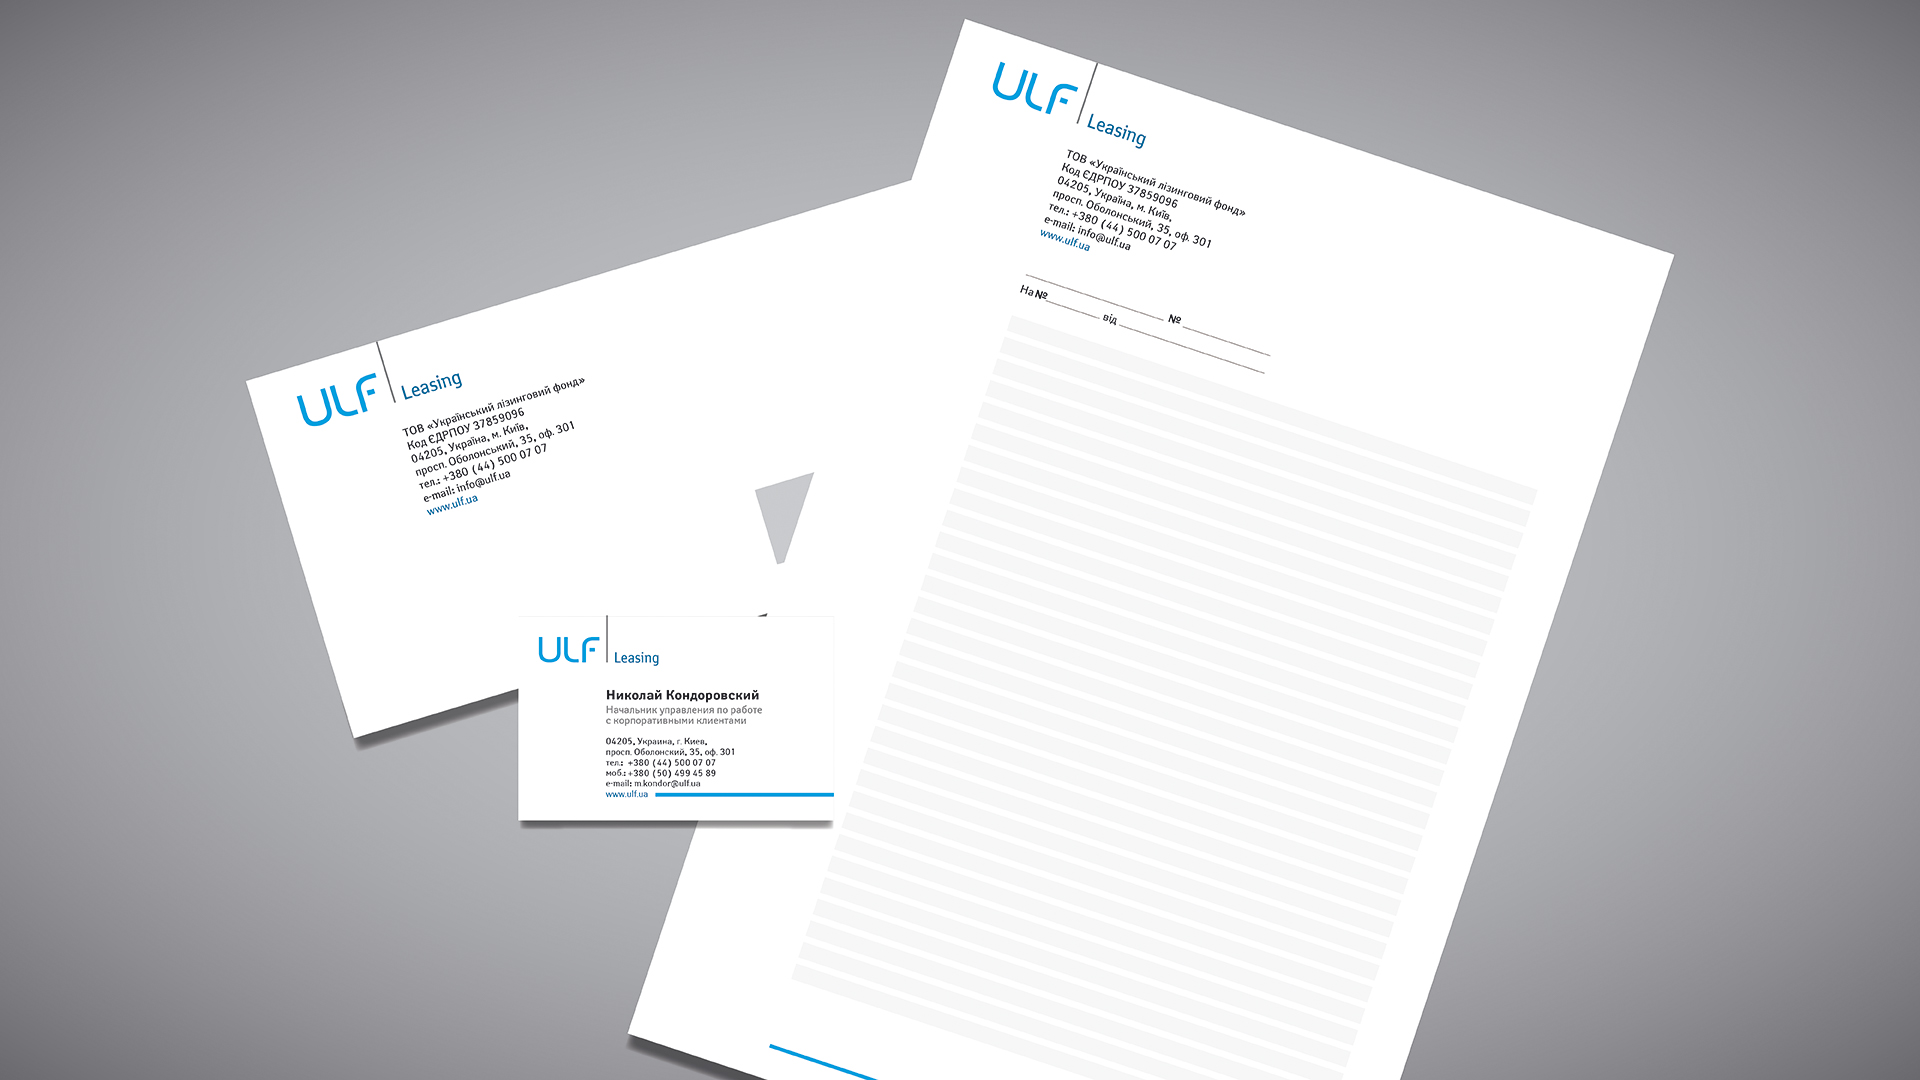 ULF
Leasing
ТОВ «Український лізинговий фонд»
Код ЄДРПОУ 37859096
04205, Україна, м. Київ,
просп. Оболонський, 35, оф. 301
тел.: +380 (44) 500 07 07
e-mail: info@ulf.ua
www.ulf.ua
ULF
Leasing
ТОВ «Український лізинговий фонд»
Код ЄДРПОУ 37859096
04205, Україна, м. Київ,
просп. Оболонський, 35, оф. 301
тел.: +380 (44) 500 07 07
e-mail: info@ulf.ua
www.ulf.ua
№
На № від
ULF
Leasing
Николай Кондоровский
Начальник управления по работе
с корпоративными клиентами
04205, Украина, г. Киев,
просп. Оболонский, 35, оф. 301
тел.: +380 (44) 500 07 07
моб.: +380 (50) 499 45 89
e-mail: m.kondor@ulf.ua
www.ulf.ua